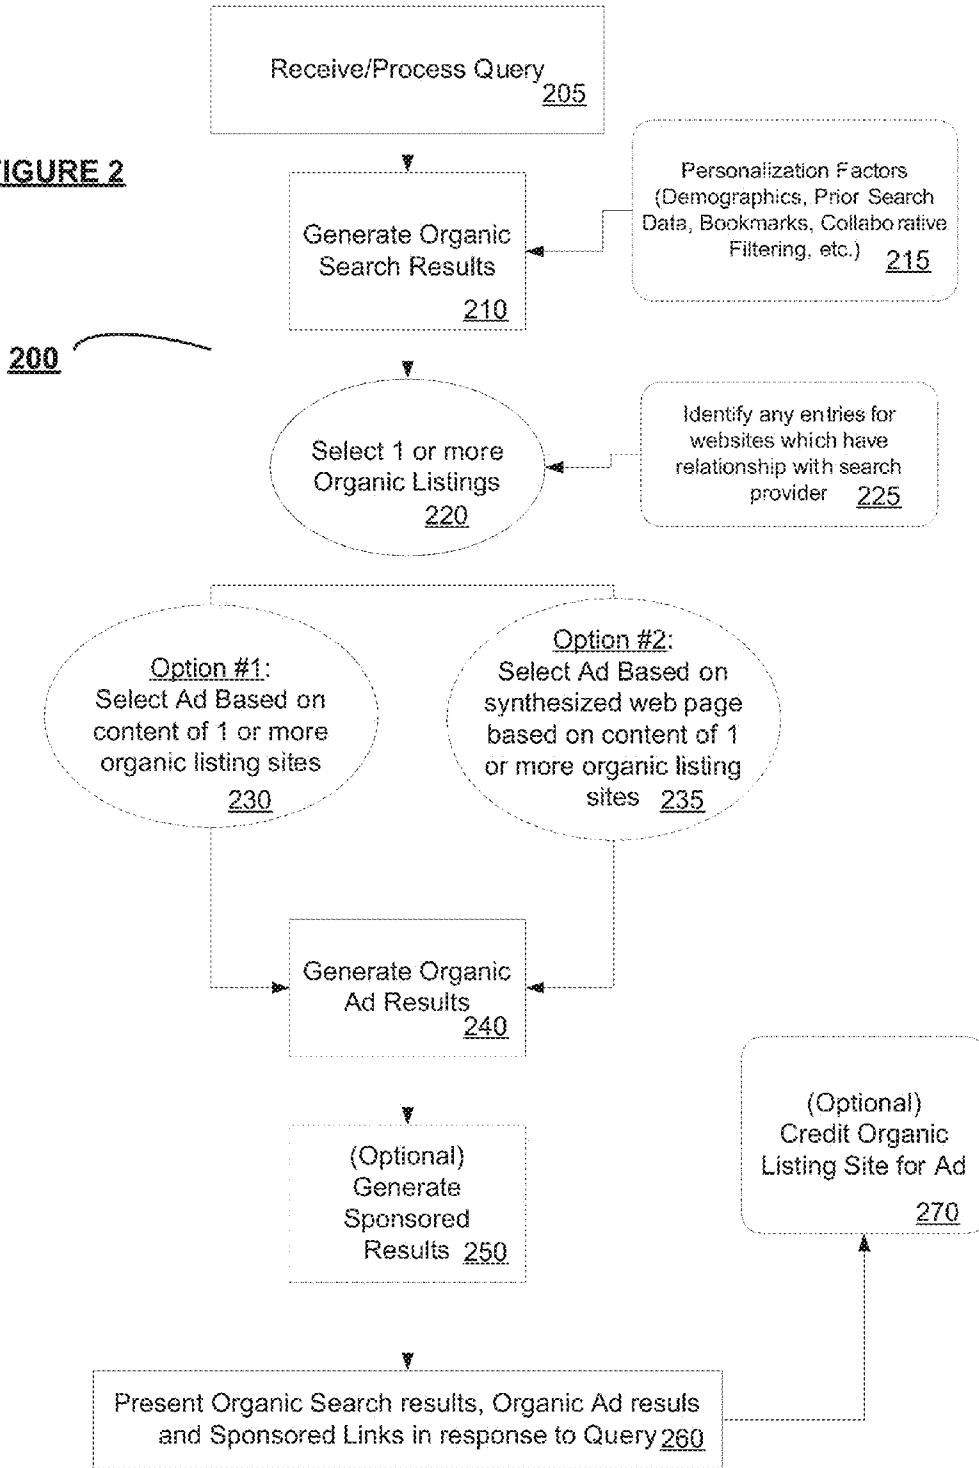 Receive/Process Query
205
FIGURE 2
Personalization Factors
(Demographics, Prior Search
Data, Bookmarks, Collaborative
Filtering, etc.) 215
Generate Organic
Search Results
210
200
Select 1 or more
Organic Listings
220
Identify any entries for
websites which have
relationship with search
provider 225
Option #1:
Select Ad Based on
content of 1 or more
organic listing sites
230
Option #2:
Select Ad Based on
synthesized web page
based on content of 1
or more organic listing
sites 235
Generate Organic
Ad Results
240
(Optional)
Generate
Sponsored
Results 250
(Optional)
Credit Organic
Listing Site for Ad
270
Present Organic Search results, Organic Ad resuls
and Sponsored Links in response to Query 260